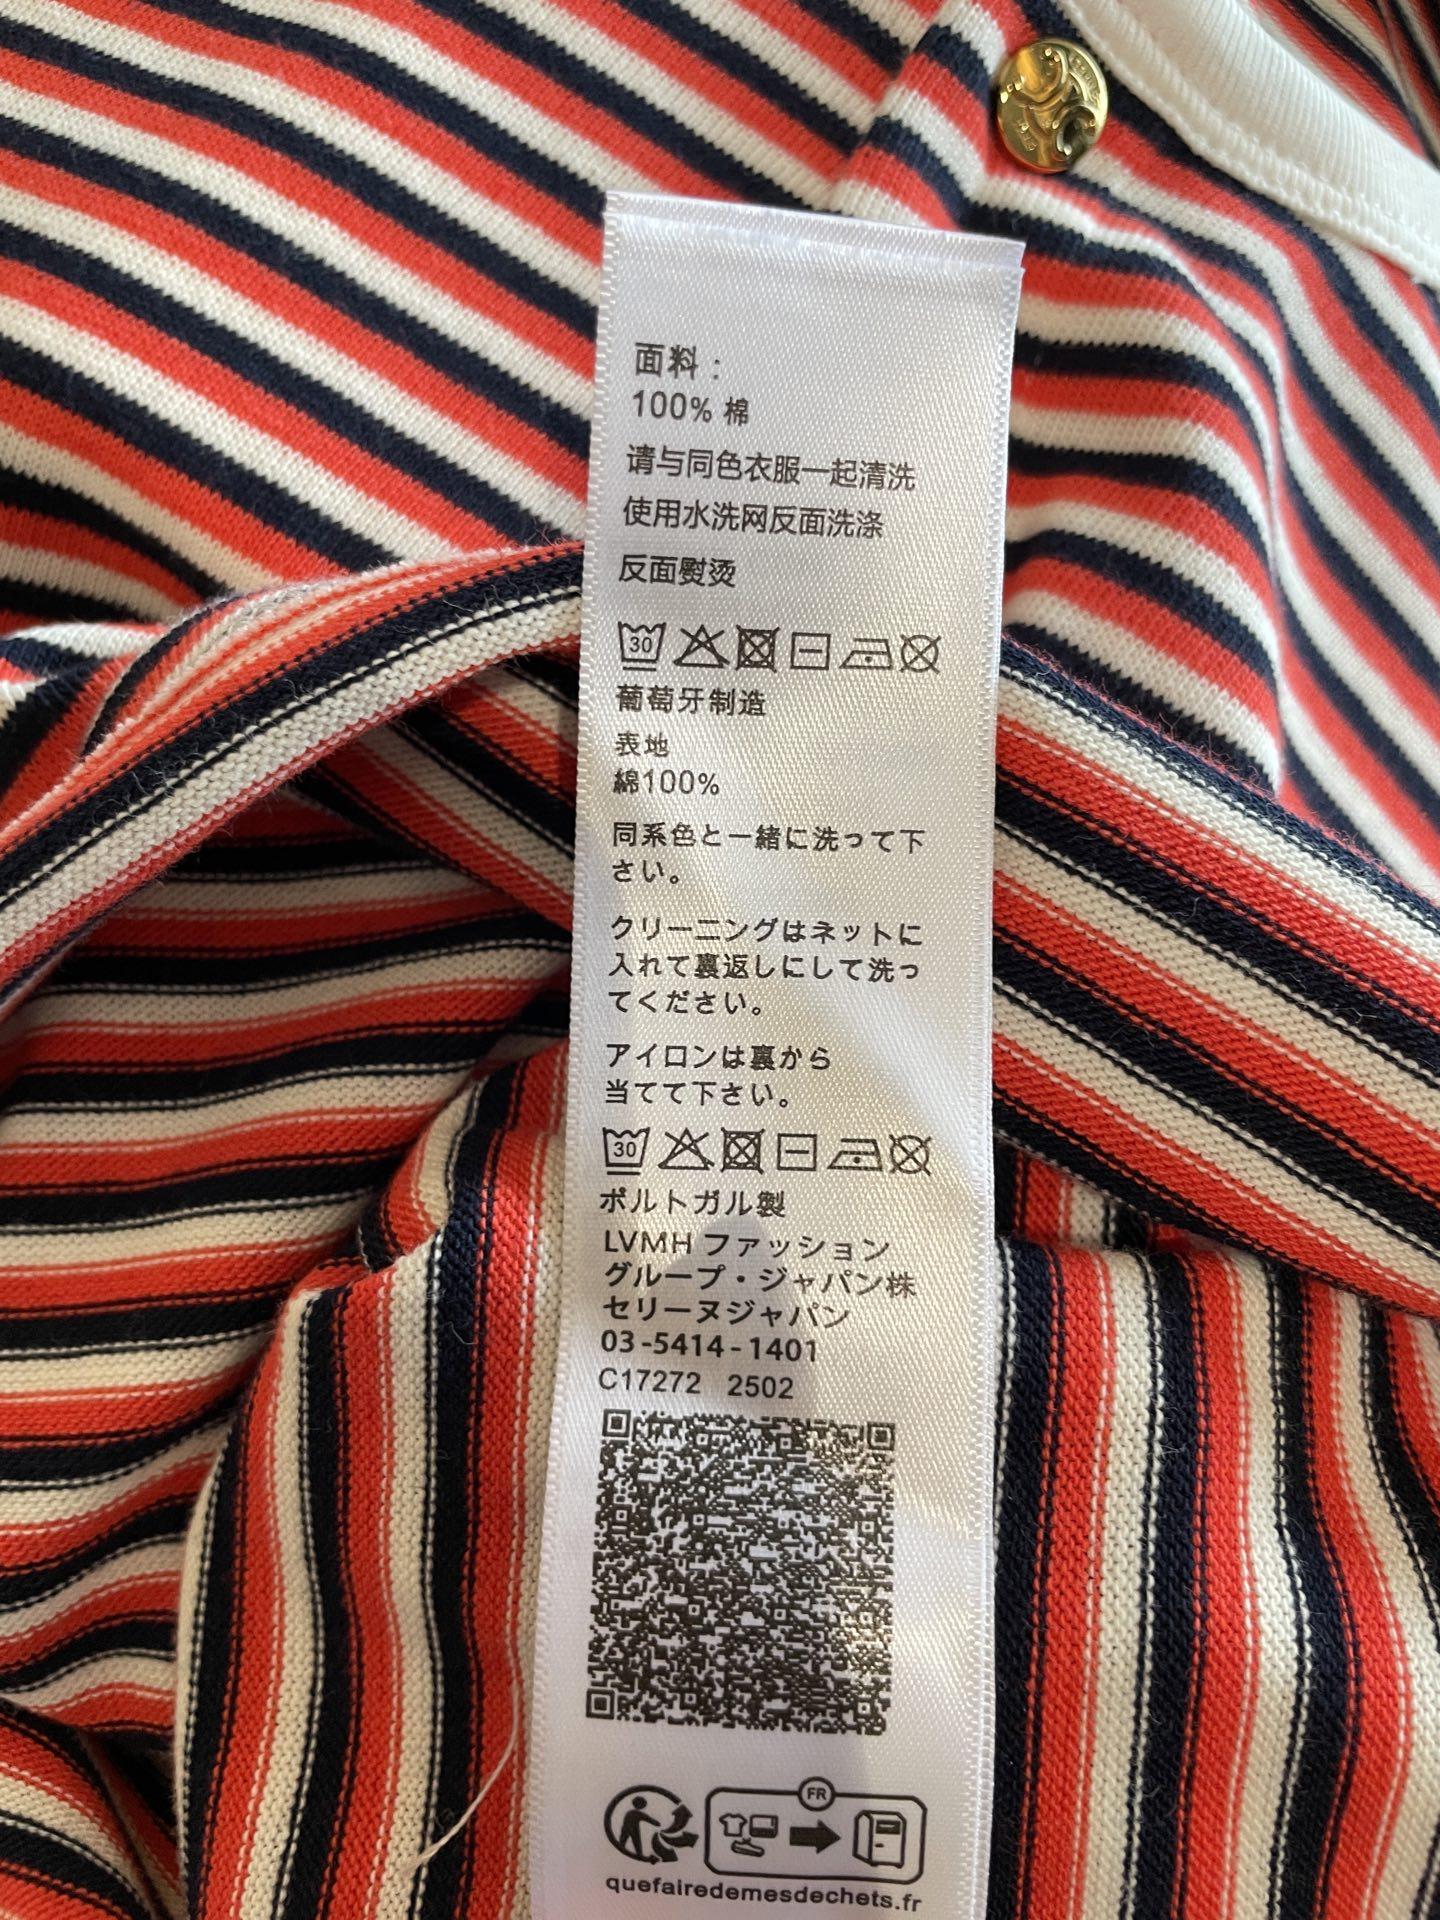 面料：
100% 棉
请与同色衣服一起清洗
使用水洗网反面洗涤
反面熨烫
30
葡萄牙制造
表地
綿100%
同系色と一緒に洗って下
さい。
クリーニングはネットに
入れて裏返しにして洗っ
てください。
アイロンは裏から
当てて下さい。
30
ポルトガル製
LVMH ファッション
グループ・ジャパン株
セリーヌジャパン
03-5414-1401
C17272 2502
FR
quefairedemesdechets.fr